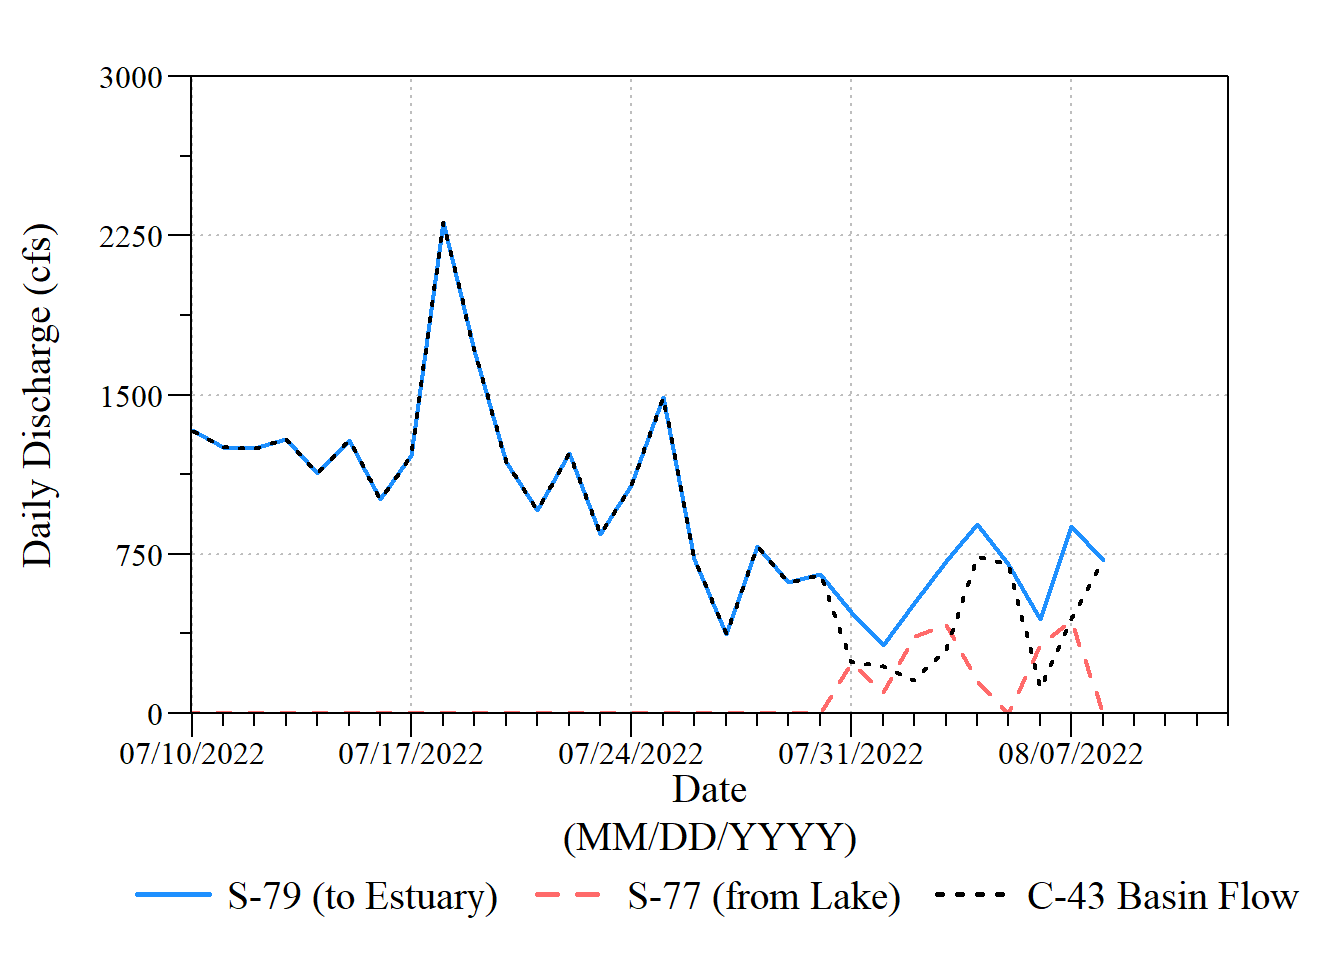 3000
2250
1500
750
0
Daily Discharge (cfs)
07/10/2022 07/17/2022 07/24/2022 07/31/2022 08/07/2022
Date
(MM/DD/YYYY)
S-79 (to Estuary) S-77 (from Lake) C-43 Basin Flow